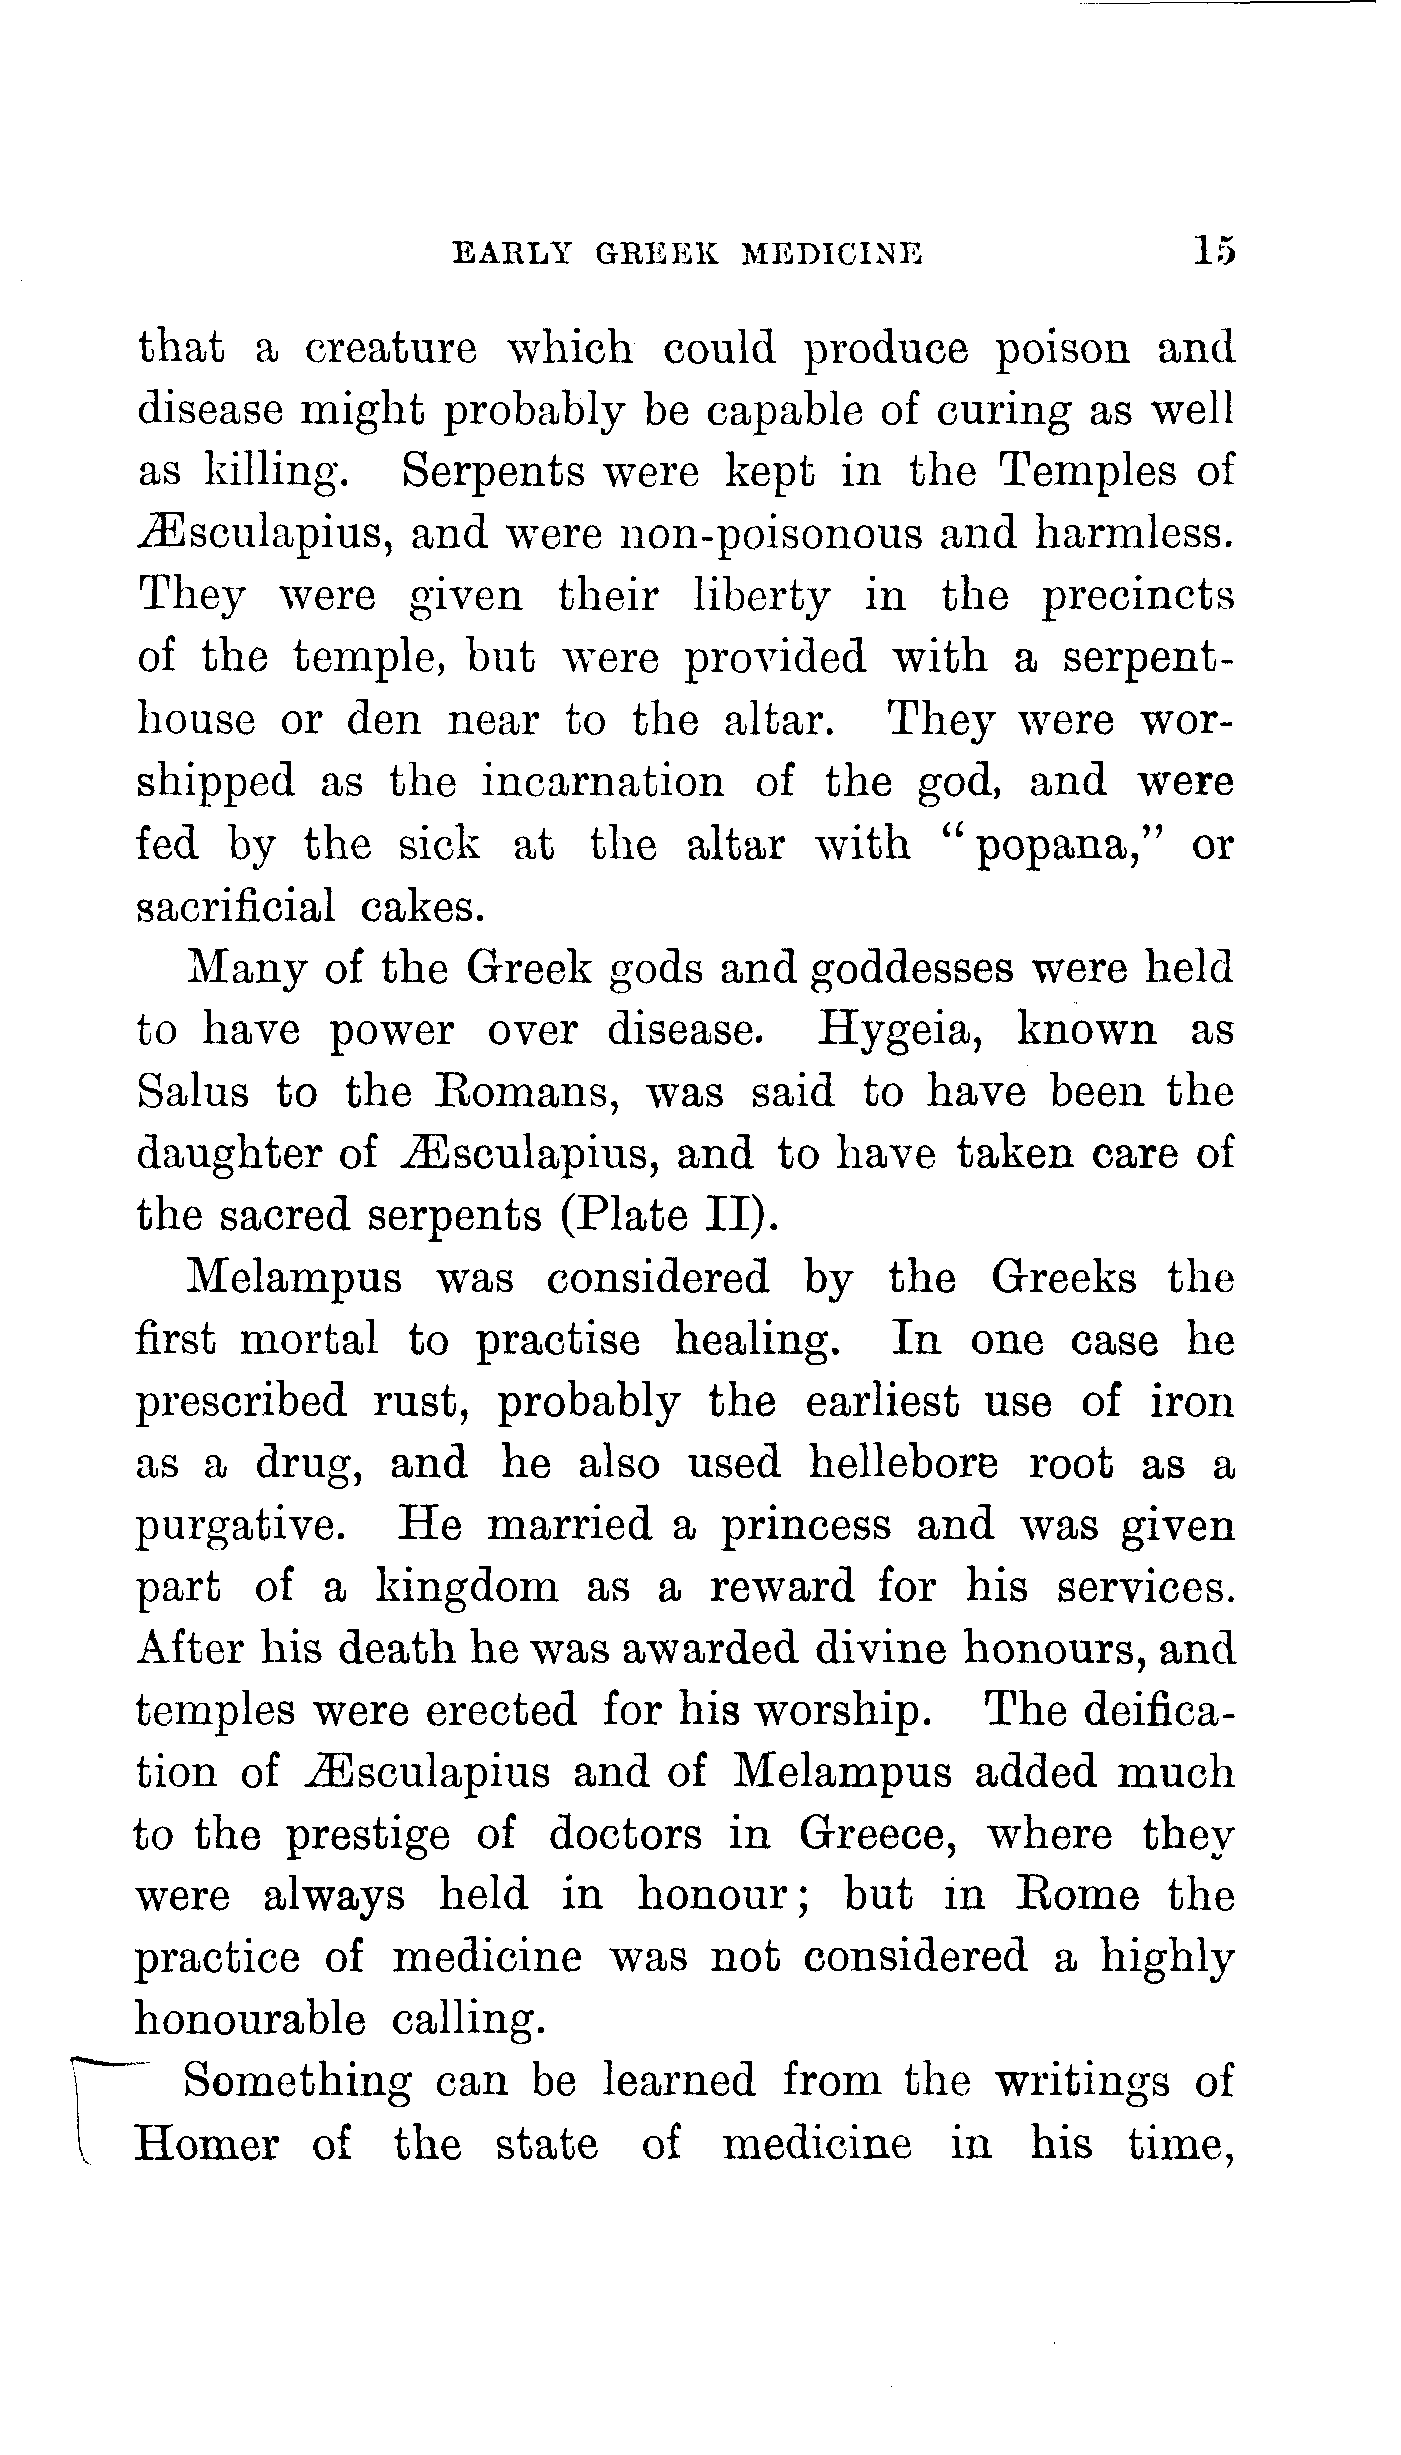 EARLY GREEK MEDICINE 15
that a creature which could produce poison and
disease might probably be capable of curing as well
as killing. Serpents were kept in the Temples of
Æsculapius, and were non-poisonous and harmless.
They were given their liberty in the precincts
of the temple, but were provided with a serpent-
house or den near to the altar. They were wor-
shipped as the incarnation of the god, and were
fed by the sick at the altar with “popana,” or
sacrificial cakes.
Many of the Greek gods and goddesses were held
to have power over disease. Hygeia, known as
Salus to the Romans, was said to have been the
daughter of Æsculapius, and to have taken care of
the sacred serpents (Plate II).
Melampus was considered by the Greeks the
first mortal to practise healing. In one case he
prescribed rust, probably the earliest use of iron
as a drug, and he also used hellebore root as a
purgative. He married a princess and was given
part of a kingdom as a reward for his services.
After his death he was awarded divine honours, and
temples were erected for his worship. The deifica-
tion of Æsculapius and of Melampus added much
to the prestige of doctors in Greece, where they
were always held in honour; but in Rome the
practice of medicine was not considered a highly
honourable calling.
Something can be learned from the writings of
Homer of the state of medicine in his time,